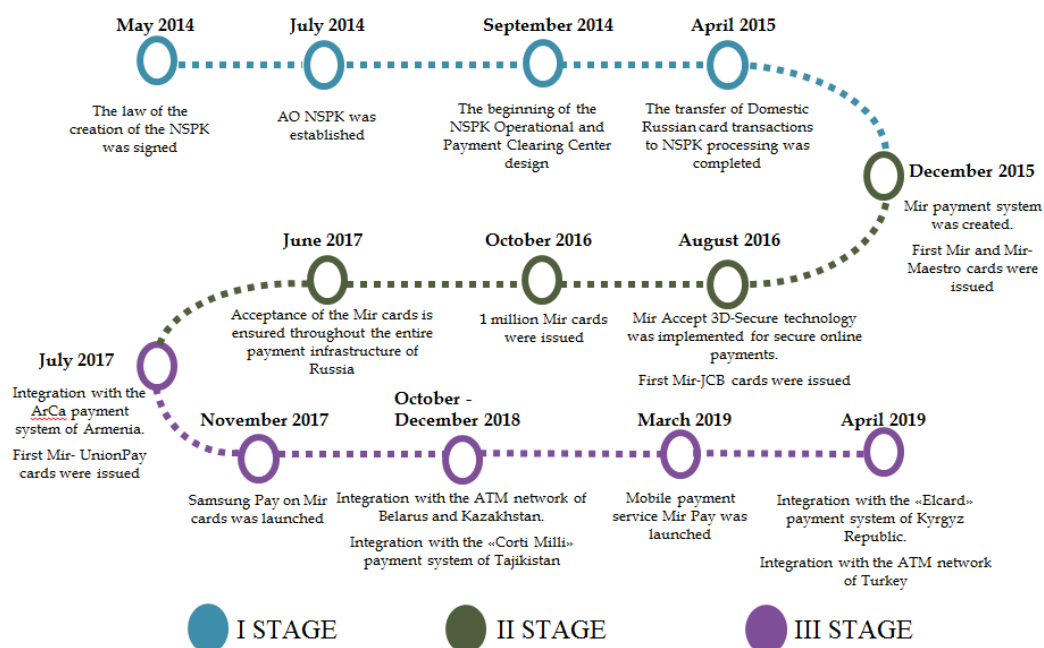 May 2014
The law of the
creation of the NSPK
was signed
July 2014
AO NSPK was
established
September 2014
The beginning of the
NSPK Operational and
Payment Clearing Center
design
April 2015
The transfer of Domestic
Russian card transactions
to NSPK processing was
completed
December 2015
Mir payment system
was created.
First Mir and Mir-
Maestro cards were
issued
August 2016
Mir Accept 3D-Secure technology
was implemented for secure online
payments.
First Mir-JCB cards were issued
October 2016
1 million Mir cards
were issued
June 2017
Acceptance of the Mir cards is
ensured throughout the entire
payment infrastructure of
Russia
July 2017
Integration with the
ArCa payment
system of Armenia.
First Mir- UnionPay
cards were issued
November 2017
Samsung Pay on Mir
cards was launched
October -
December 2018
Integration with the ATM network of
Belarus and Kazakhstan.
Integration with the «Corti Milli»
payment system of Tajikistan
March 2019
Mobile payment
service Mir Pay was
launched
April 2019
Integration with the «Elcard»
payment system of Kyrgyz
Republic.
Integration with the ATM network
of Turkey
I STAGE
II STAGE
III STAGE